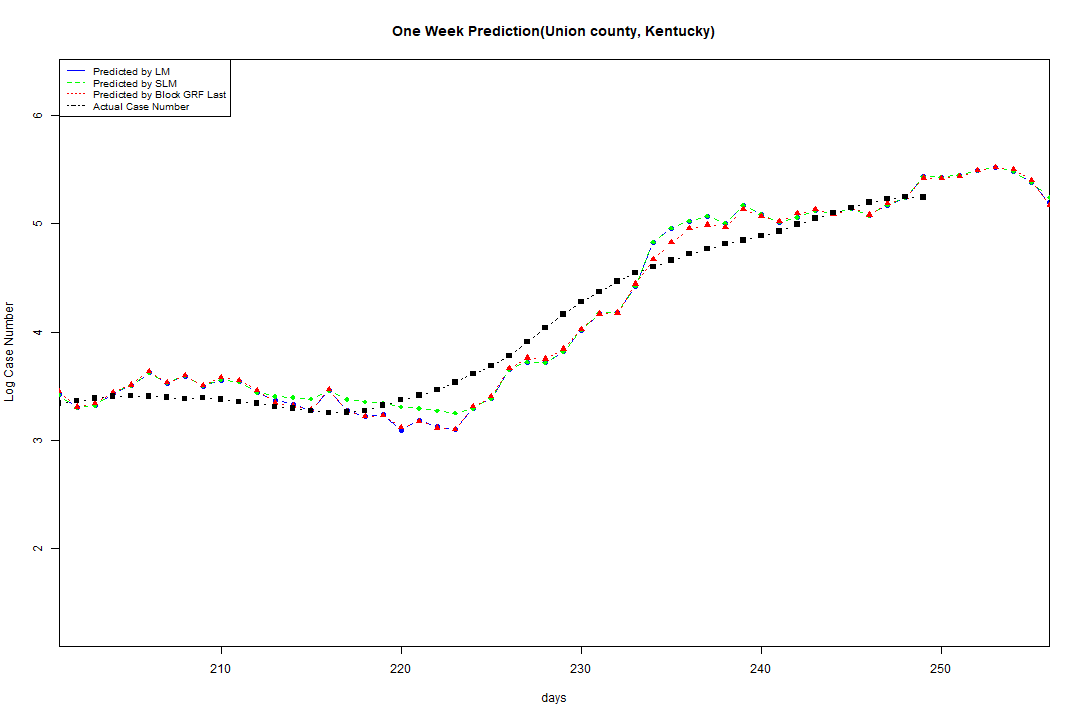 One Week Prediction(Union county, Kentucky)
Predicted by LM
Predicted by SLM
Predicted by Block GRF Last
Actual Case Number
6
5
4
3
2
Log Case Number
210 220 230 240 250
days